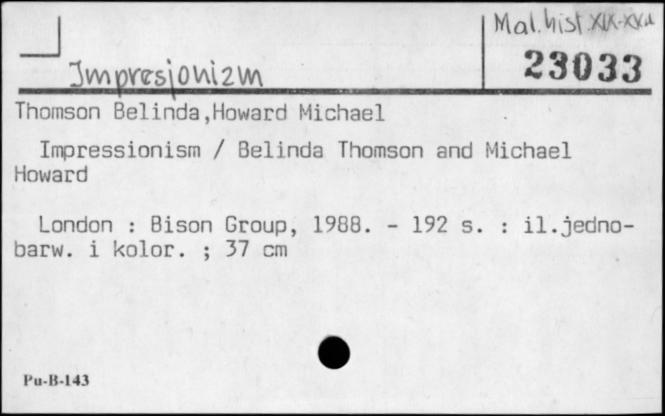 Mal. hist XIX-XX w
Impresjonizm
23033
Thomson Belinda,Howard Michael
Impressionism / Belinda Thomson and Michael
Howard
London : Bison Group, 1988. - 192 s. : il.jedno-
barw. i kolor. ; 37 cm
Pu-B-143